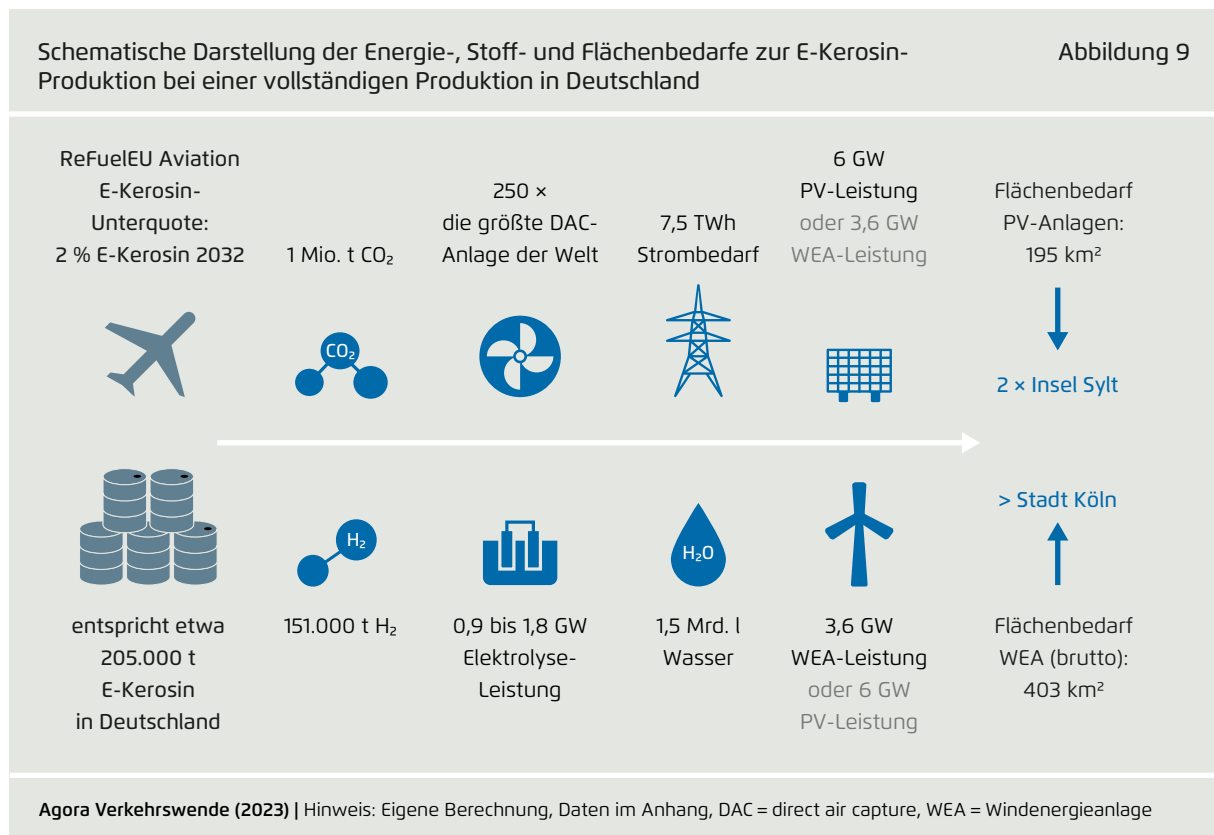 Schematische Darstellung der Energie-, Stoff- und Flächenbedarfe zur E-Kerosin-
Produktion bei einer vollständigen Produktion in Deutschland
Abbildung 9
ReFuelEU Aviation
E-Kerosin-
Unterquote:
2 % E-Kerosin 2032
1 Mio. t CO₂
250 ×
die größte DAC-
Anlage der Welt
7,5 TWh
Strombedarf
6 GW
PV-Leistung
oder 3,6 GW
WEA-Leistung
Flächenbedarf
PV-Anlagen:
195 km²
CO₂
2 × Insel Sylt
> Stadt Köln
H₂
H₂O
entspricht etwa
205.000 t
E-Kerosin
in Deutschland
151.000 t H₂
0,9 bis 1,8 GW
Elektrolyse-
Leistung
1,5 Mrd. l
Wasser
3,6 GW
WEA-Leistung
oder 6 GW
PV-Leistung
Flächenbedarf
WEA (brutto):
403 km²
Agora Verkehrswende (2023) | Hinweis: Eigene Berechnung, Daten im Anhang, DAC = direct air capture, WEA = Windenergieanlage